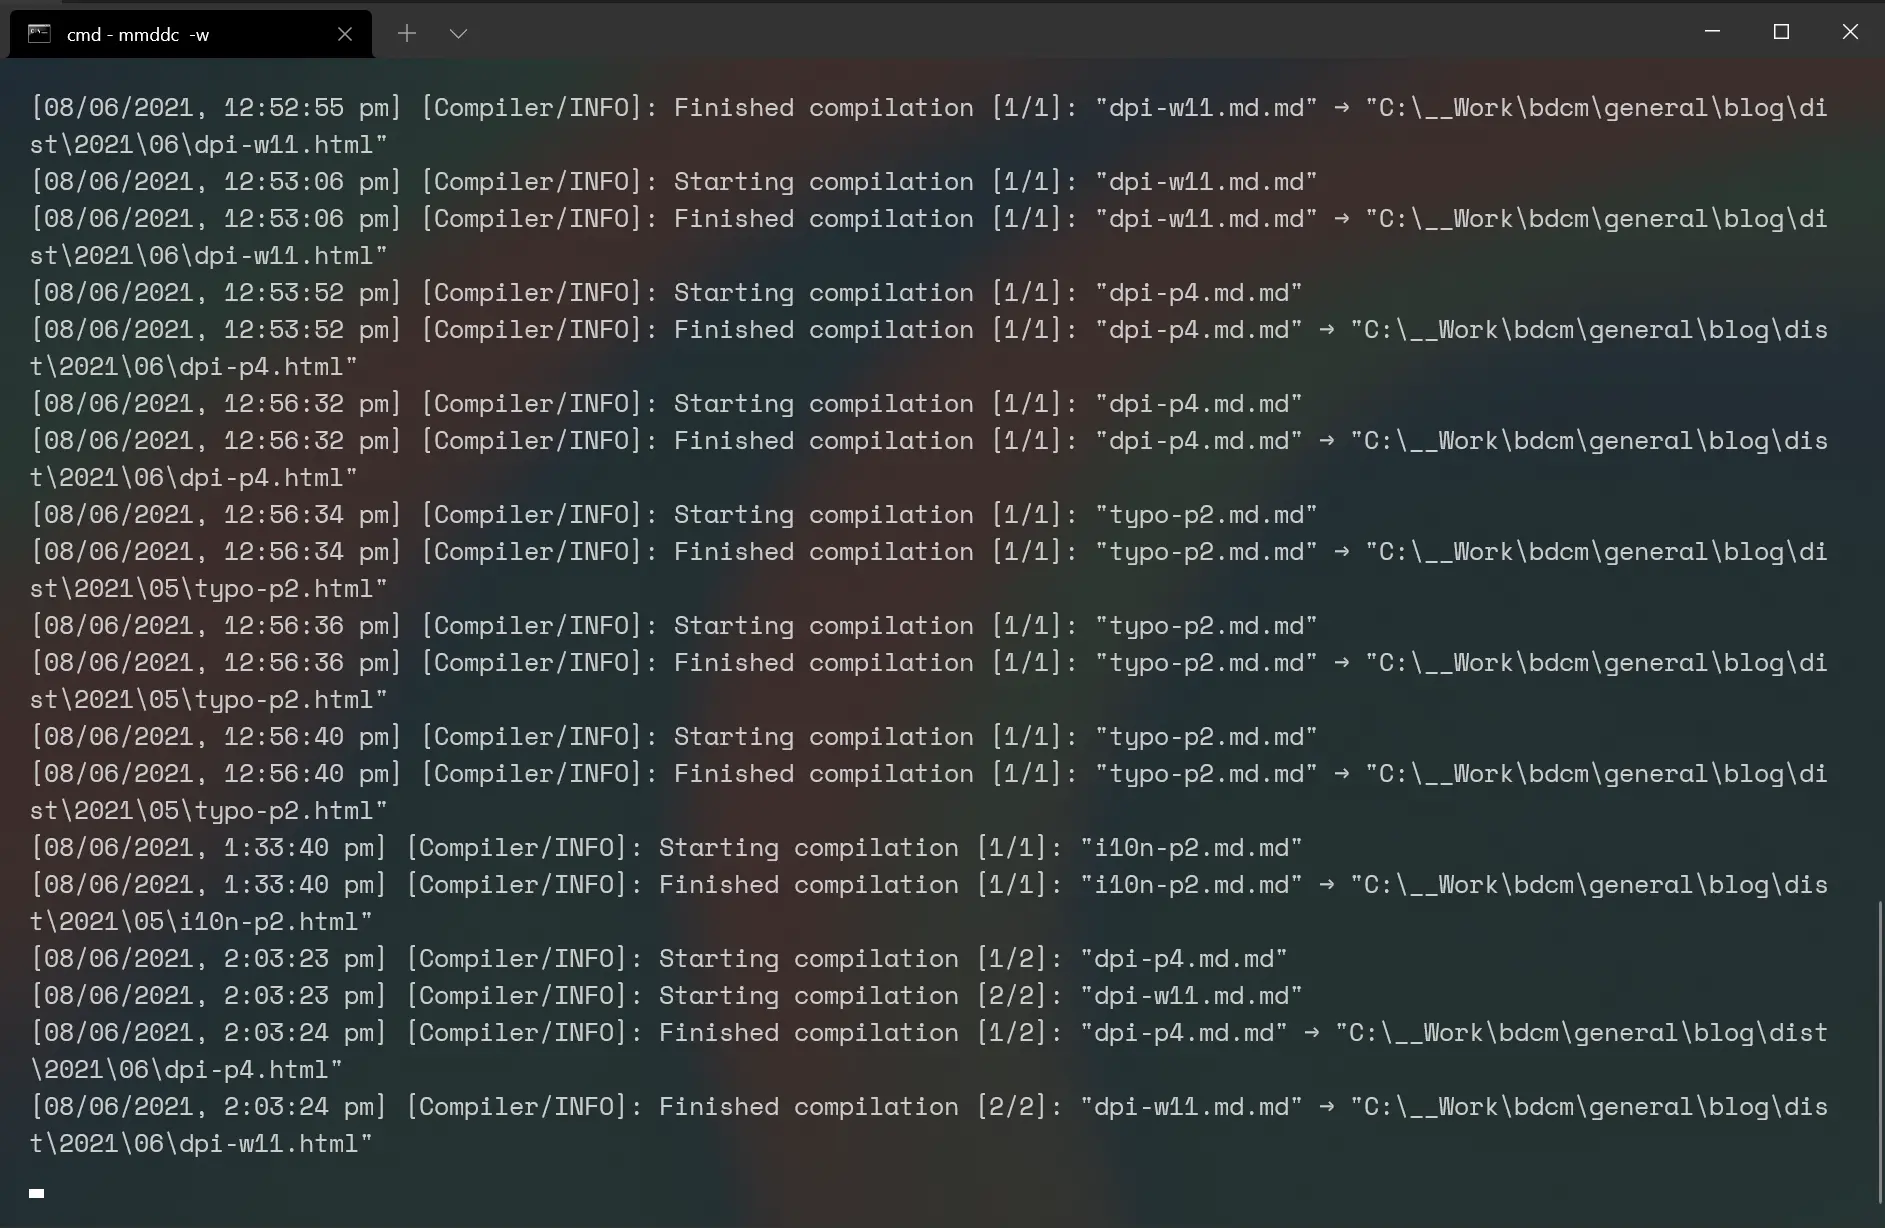 cmd - mmddc  -w
[08/06/2021, 12:52:55 pm] [Compiler/INFO]: Finished compilation [1/1]: "dpi-w11.md.md" → "C:\__Work\bdcm\general\blog\di
st\2021\06\dpi-w11.html"
[08/06/2021, 12:53:06 pm] [Compiler/INFO]: Starting compilation [1/1]: "dpi-w11.md.md"
[08/06/2021, 12:53:06 pm] [Compiler/INFO]: Finished compilation [1/1]: "dpi-w11.md.md" → "C:\__Work\bdcm\general\blog\di
st\2021\06\dpi-w11.html"
[08/06/2021, 12:53:52 pm] [Compiler/INFO]: Starting compilation [1/1]: "dpi-p4.md.md"
[08/06/2021, 12:53:52 pm] [Compiler/INFO]: Finished compilation [1/1]: "dpi-p4.md.md" → "C:\__Work\bdcm\general\blog\dis
t\2021\06\dpi-p4.html"
[08/06/2021, 12:56:32 pm] [Compiler/INFO]: Starting compilation [1/1]: "dpi-p4.md.md"
[08/06/2021, 12:56:32 pm] [Compiler/INFO]: Finished compilation [1/1]: "dpi-p4.md.md" → "C:\__Work\bdcm\general\blog\dis
t\2021\06\dpi-p4.html"
[08/06/2021, 12:56:34 pm] [Compiler/INFO]: Starting compilation [1/1]: "typo-p2.md.md"
[08/06/2021, 12:56:34 pm] [Compiler/INFO]: Finished compilation [1/1]: "typo-p2.md.md" → "C:\__Work\bdcm\general\blog\di
st\2021\05\typo-p2.html"
[08/06/2021, 12:56:36 pm] [Compiler/INFO]: Starting compilation [1/1]: "typo-p2.md.md"
[08/06/2021, 12:56:36 pm] [Compiler/INFO]: Finished compilation [1/1]: "typo-p2.md.md" → "C:\__Work\bdcm\general\blog\di
st\2021\05\typo-p2.html"
[08/06/2021, 12:56:40 pm] [Compiler/INFO]: Starting compilation [1/1]: "typo-p2.md.md"
[08/06/2021, 12:56:40 pm] [Compiler/INFO]: Finished compilation [1/1]: "typo-p2.md.md" → "C:\__Work\bdcm\general\blog\di
st\2021\05\typo-p2.html"
[08/06/2021, 1:33:40 pm] [Compiler/INFO]: Starting compilation [1/1]: "i10n-p2.md.md"
[08/06/2021, 1:33:40 pm] [Compiler/INFO]: Finished compilation [1/1]: "i10n-p2.md.md" → "C:\__Work\bdcm\general\blog\dis
t\2021\05\i10n-p2.html"
[08/06/2021, 2:03:23 pm] [Compiler/INFO]: Starting compilation [1/2]: "dpi-p4.md.md"
[08/06/2021, 2:03:23 pm] [Compiler/INFO]: Starting compilation [2/2]: "dpi-w11.md.md"
[08/06/2021, 2:03:24 pm] [Compiler/INFO]: Finished compilation [1/2]: "dpi-p4.md.md" → "C:\__Work\bdcm\general\blog\dist
\2021\06\dpi-p4.html"
[08/06/2021, 2:03:24 pm] [Compiler/INFO]: Finished compilation [2/2]: "dpi-w11.md.md" → "C:\__Work\bdcm\general\blog\dis
t\2021\06\dpi-w11.html"